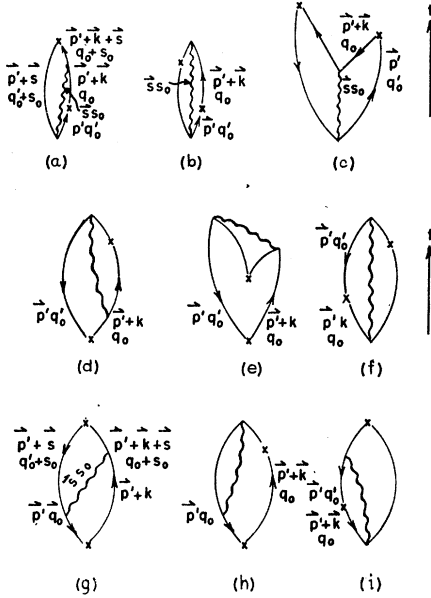 p⃗'+k⃗+s⃗
q₀'+s₀
p⃗'+s⃗
q₀'+s₀
p⃗'+k⃗
q₀
s⃗s₀
p⃗'q₀'
(a)
s⃗s₀
p⃗'+k⃗
q₀
p⃗'q₀'
(b)
p⃗'+k⃗
q₀
p⃗'
q₀'
s⃗s₀
(c)
t
p⃗'q₀'
p⃗'+k
q₀
(d)
p⃗'q₀'
p⃗'+k
q₀
(e)
p⃗'q₀'
p⃗'k
q₀
(f)
p⃗'+s⃗
q₀'+s₀
p⃗'+k⃗+s⃗
q₀+s₀
s⃗s₀
p⃗'+k
p⃗'q⃗₀
(g)
p⃗'+k⃗
q₀
p⃗'q₀
(h)
p⃗'q₀'
p⃗'+k⃗
q₀
(i)